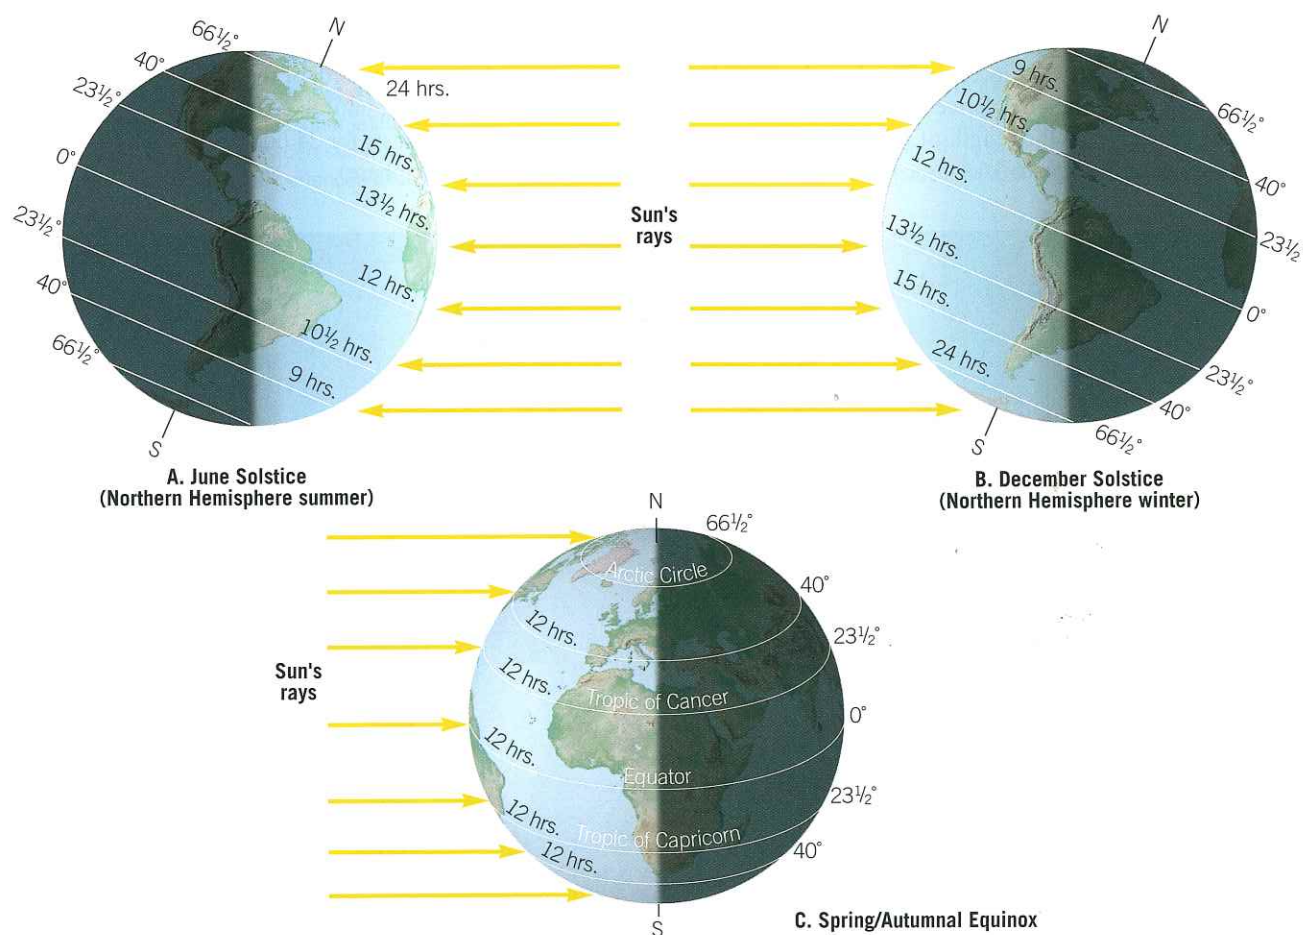 N
66½°
40°
23½°
0°
23½°
40°
66½°
S
24 hrs.
15 hrs.
13½ hrs.
12 hrs.
10½ hrs.
9 hrs.
A. June Solstice
(Northern Hemisphere summer)
Sun's
rays
N
9 hrs.
10½ hrs.
12 hrs.
13½ hrs.
15 hrs.
24 hrs.
66½°
40°
23½
0°
23½°
40°
66½°
S
B. December Solstice
(Northern Hemisphere winter)
Sun's
rays
N
66½°
Arctic Circle
40°
12 hrs.
23½°
12 hrs.
Tropic of Cancer
0°
12 hrs.
Equator
23½°
12 hrs.
Tropic of Capricorn
40°
12 hrs.
S
C. Spring/Autumnal Equinox